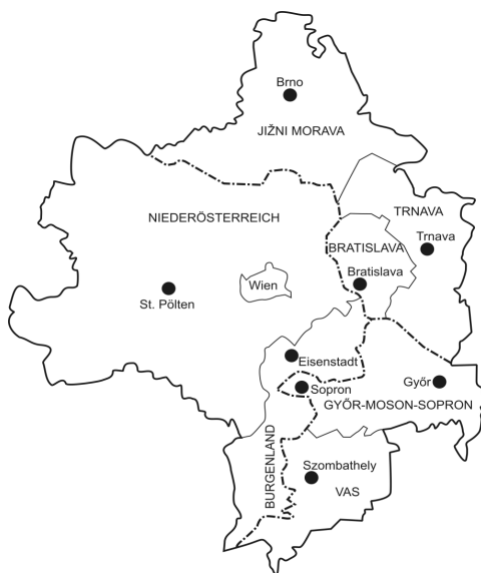 Brno
JIŽNI MORAVA
TRNAVA
NIEDERÖSTERREICH
Trnava
BRATISLAVA
Bratislava
Wien
St. Pölten
Eisenstadt
Győr
Sopron
GYŐR-MOSON-SOPRON
BURGENLAND
Szombathely
VAS